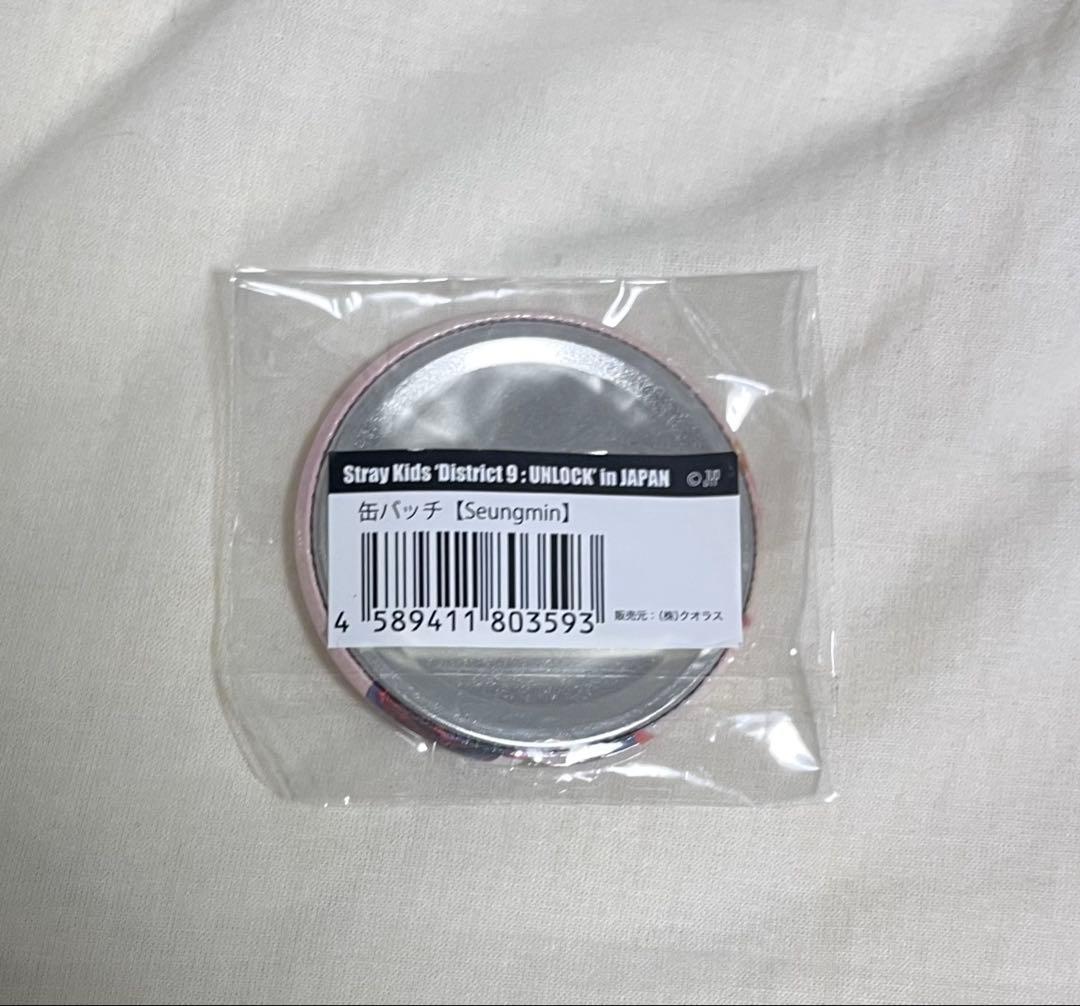 Stray Kids 'District 9 : UNLOCK' in JAPAN ©JYP
缶バッチ【Seungmin】
4 589411 803593
販売元：(株)クオラス